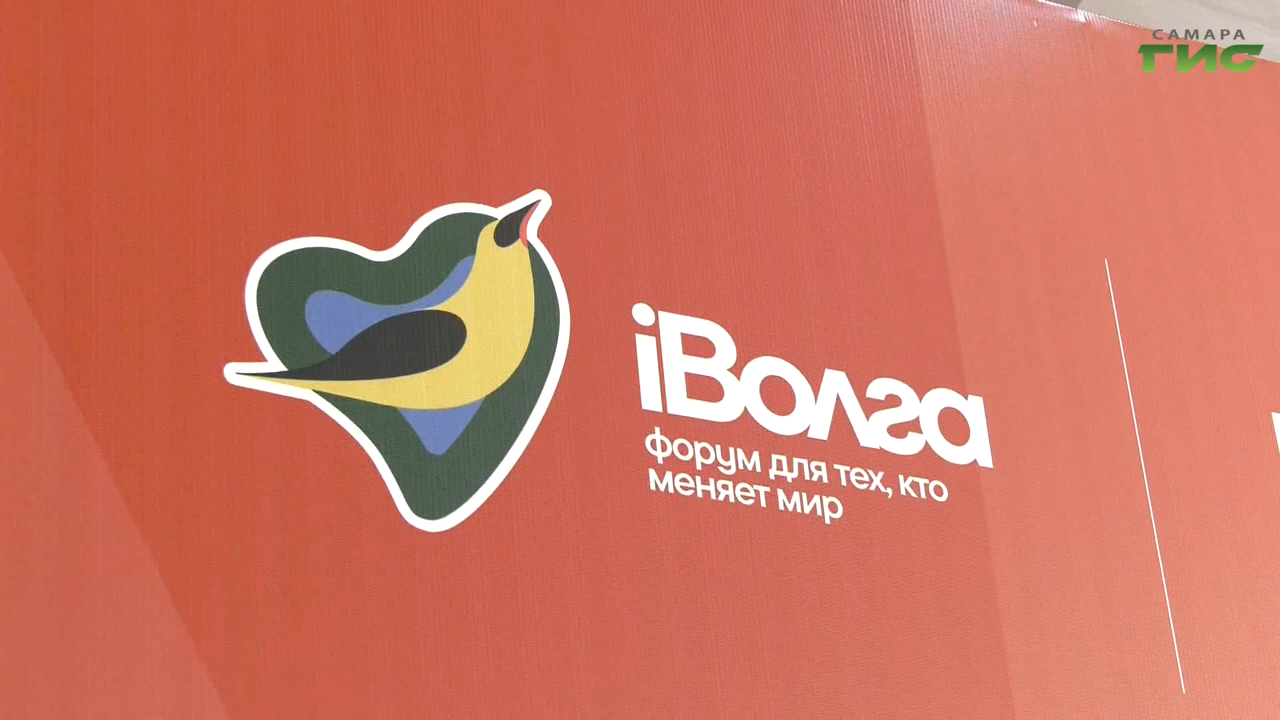 САМАРА
ГИС
iВолга
форум для тех, кто
меняет мир